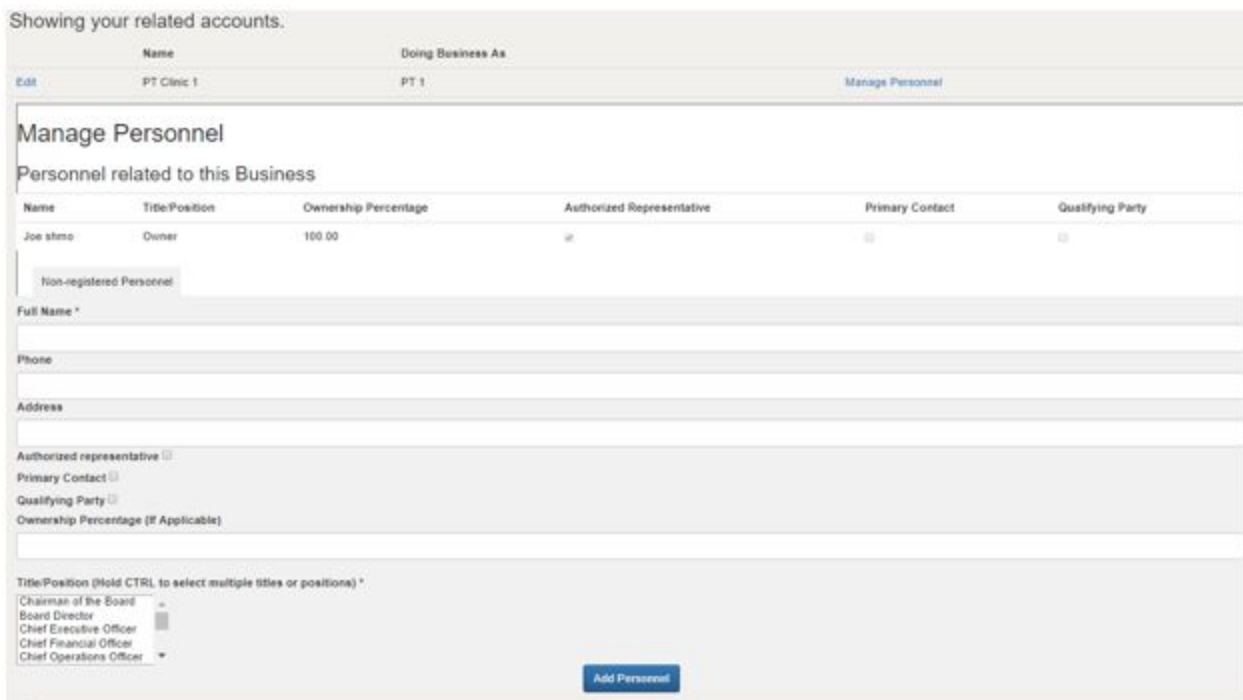 Showing your related accounts.
Name Doing Business As
Edit PT Clinic 1 PT 1 Manage Personnel
Manage Personnel
Personnel related to this Business
Name Title/Position Ownership Percentage Authorized Representative Primary Contact Qualifying Party
Joe shmo Owner 100.00
Non-registered Personnel
Full Name *
Phone
Address
Authorized representative
Primary Contact
Qualifying Party
Ownership Percentage (If Applicable)
Title/Position (Hold CTRL to select multiple titles or positions) *
Chairman of the Board
Board Director
Chief Executive Officer
Chief Financial Officer
Chief Operations Officer
Add Personnel